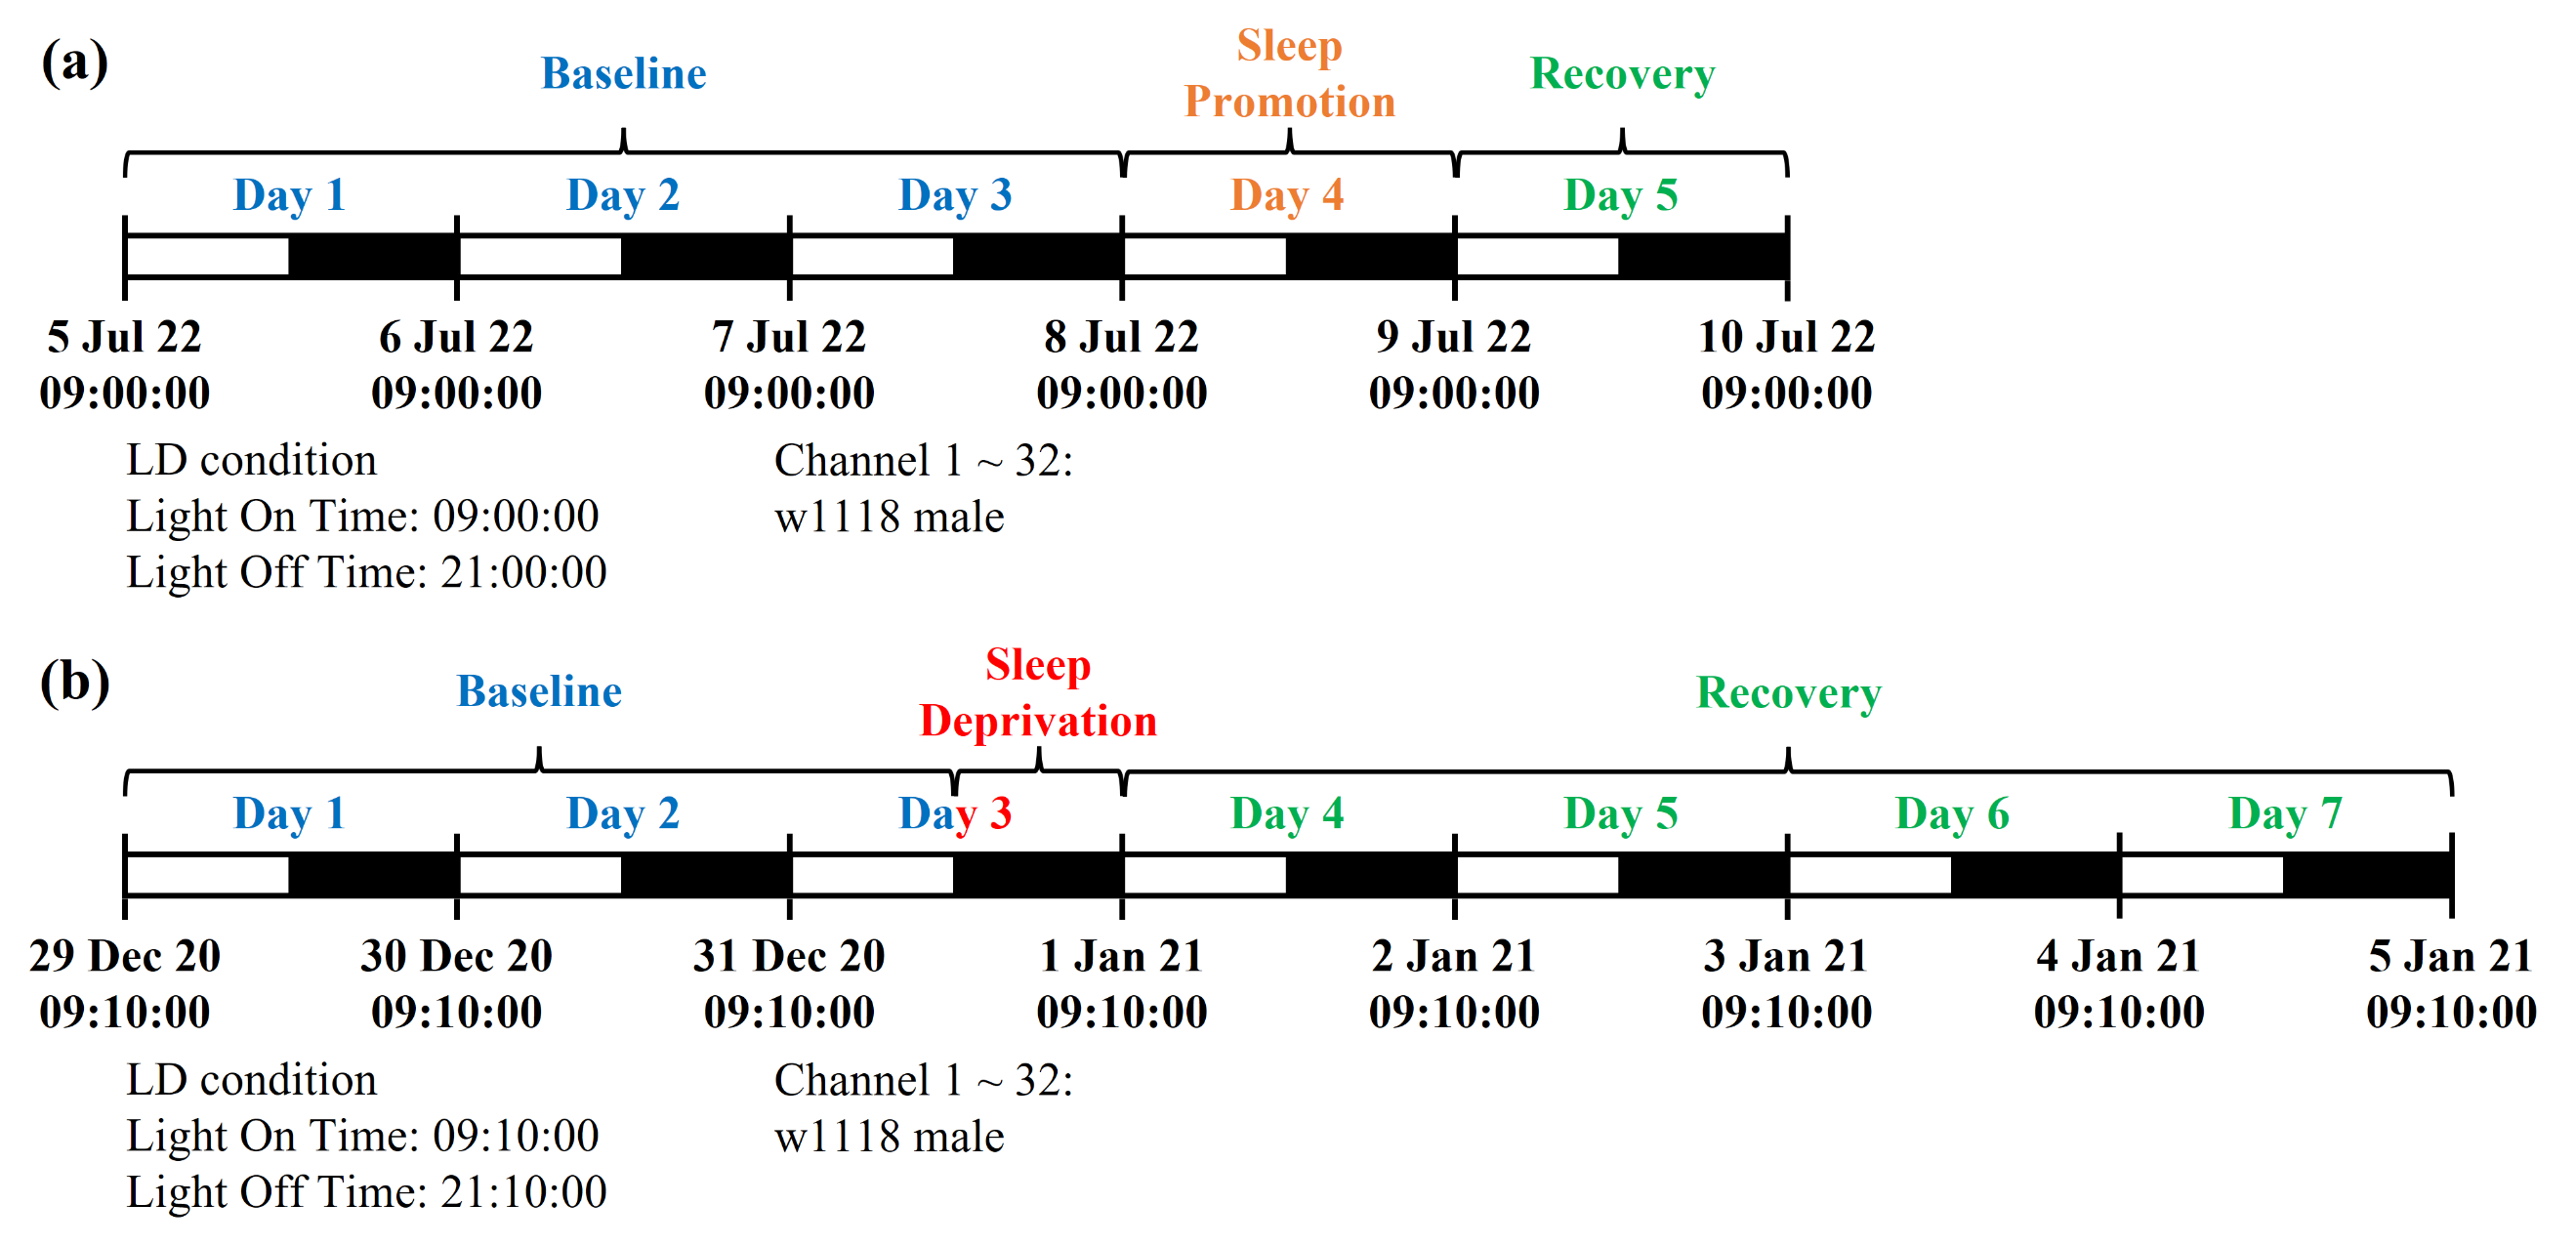 (a)
Baseline
Sleep
Promotion
Recovery
Day 1
Day 2
Day 3
Day 4
Day 5
5 Jul 22
09:00:00
6 Jul 22
09:00:00
7 Jul 22
09:00:00
8 Jul 22
09:00:00
9 Jul 22
09:00:00
10 Jul 22
09:00:00
LD condition
Light On Time: 09:00:00
Light Off Time: 21:00:00
Channel 1 ~ 32:
w1118 male
(b)
Baseline
Sleep
Deprivation
Recovery
Day 1
Day 2
Day 3
Day 4
Day 5
Day 6
Day 7
29 Dec 20
09:10:00
30 Dec 20
09:10:00
31 Dec 20
09:10:00
1 Jan 21
09:10:00
2 Jan 21
09:10:00
3 Jan 21
09:10:00
4 Jan 21
09:10:00
5 Jan 21
09:10:00
LD condition
Light On Time: 09:10:00
Light Off Time: 21:10:00
Channel 1 ~ 32:
w1118 male